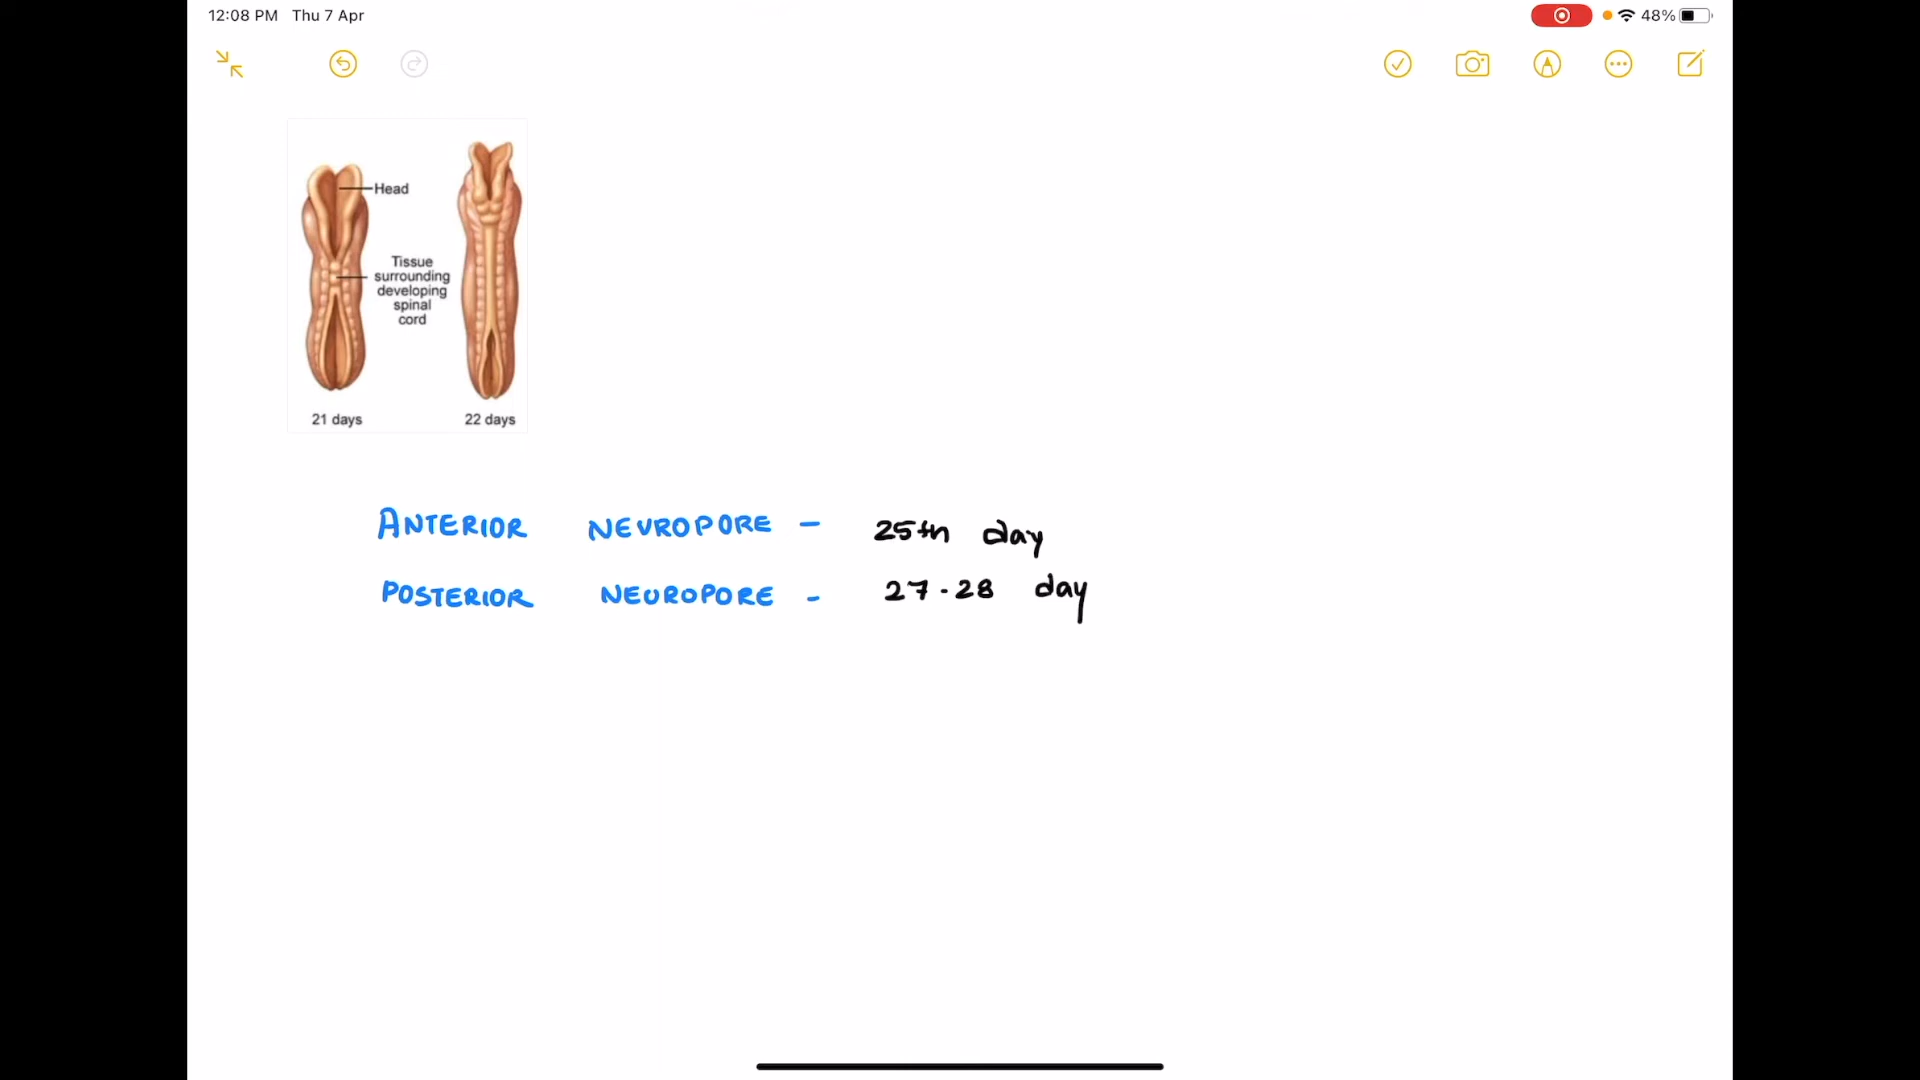 12:08 PM Thu 7 Apr
48%
Head
Tissue
surrounding
developing
spinal
cord
21 days
22 days
ANTERIOR NEUROPORE - 25th day
POSTERIOR NEUROPORE - 27-28 day